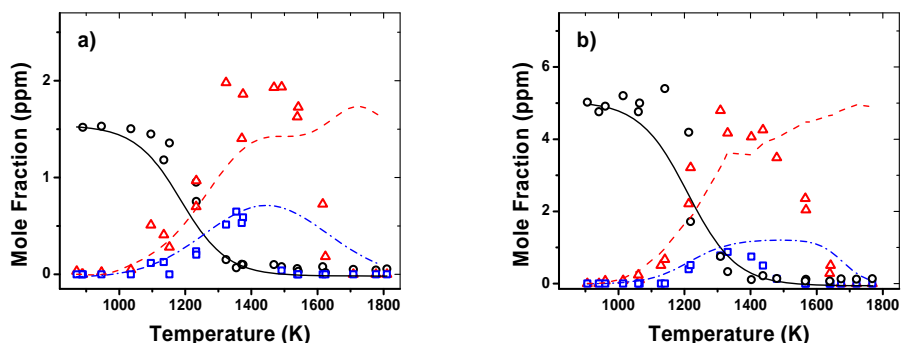 a)
b)
Mole Fraction (ppm)
2
1
0
1000 1200 1400 1600 1800
Temperature (K)
Mole Fraction (ppm)
6
4
2
0
1000 1200 1400 1600 1800
Temperature (K)